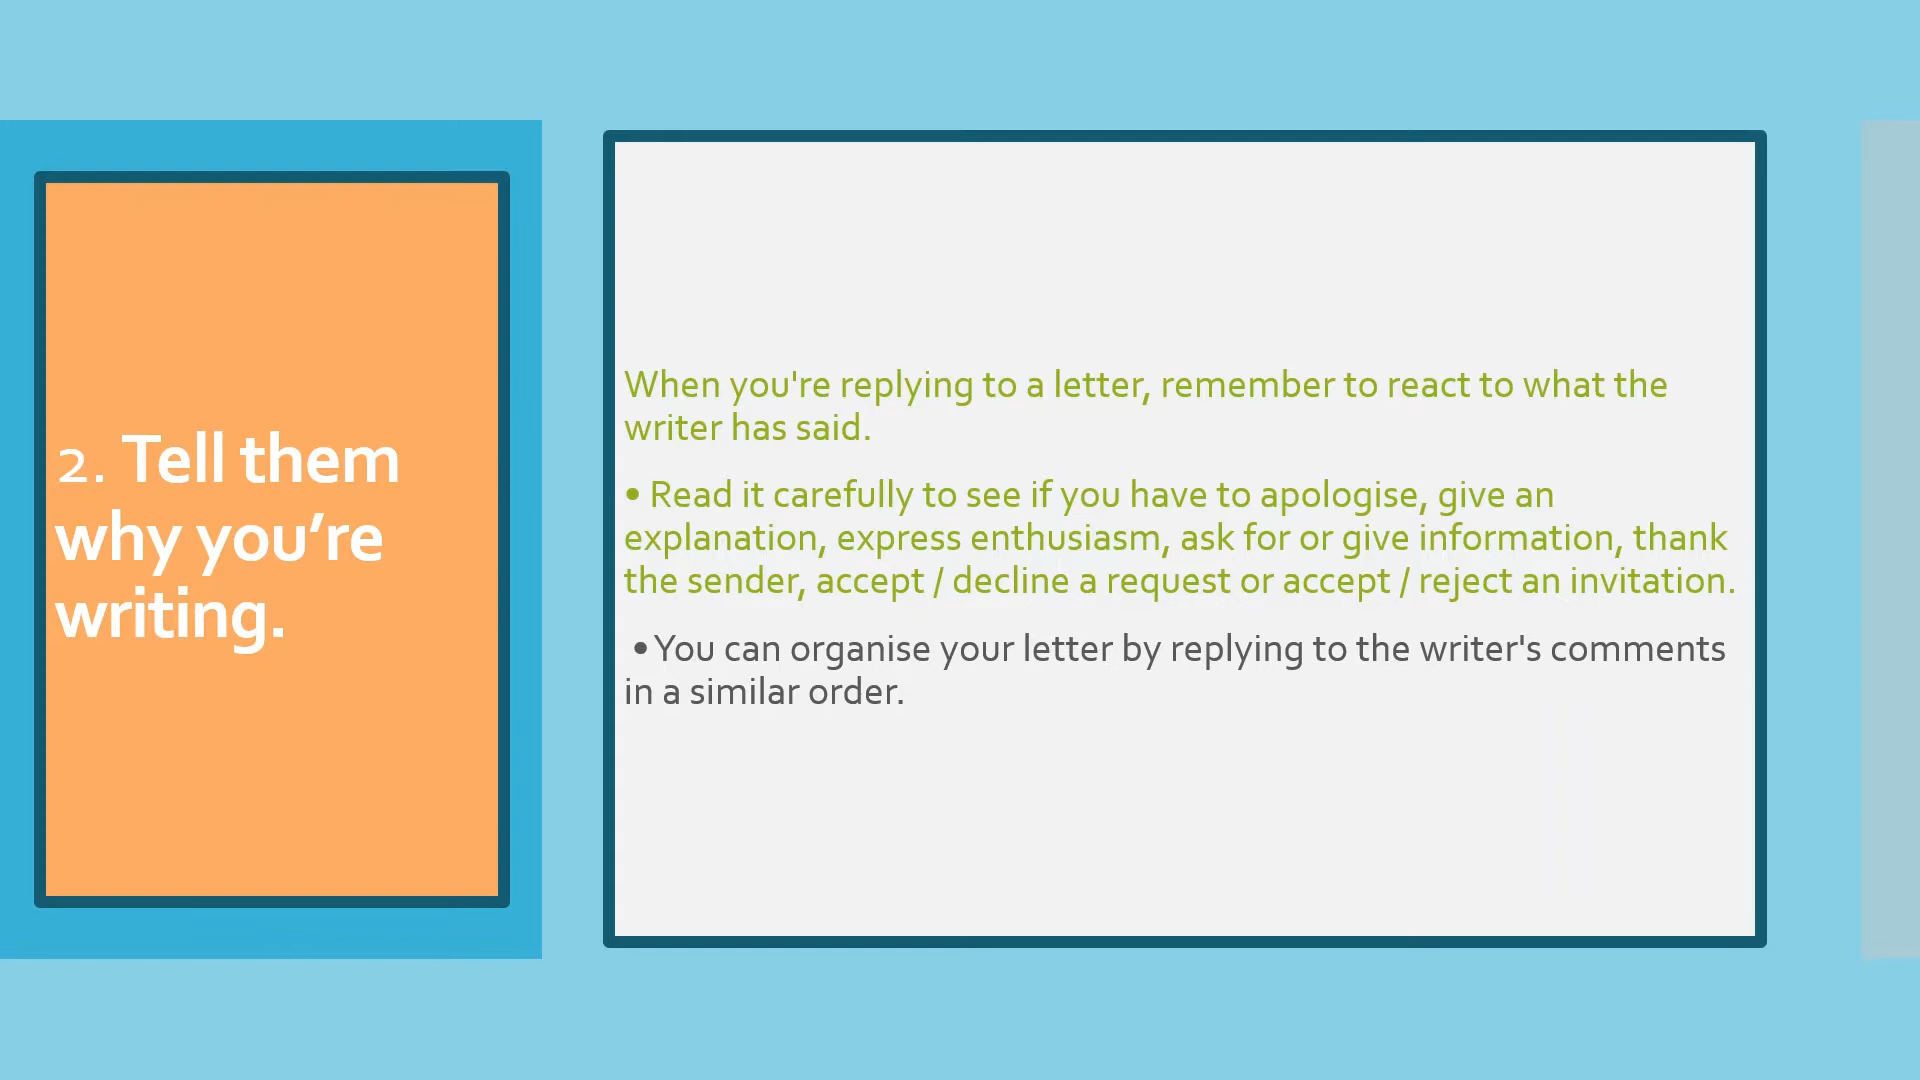 2. Tell them
why you’re
writing.
When you're replying to a letter, remember to react to what the
writer has said.
• Read it carefully to see if you have to apologise, give an
explanation, express enthusiasm, ask for or give information, thank
the sender, accept / decline a request or accept / reject an invitation.
•You can organise your letter by replying to the writer's comments
in a similar order.